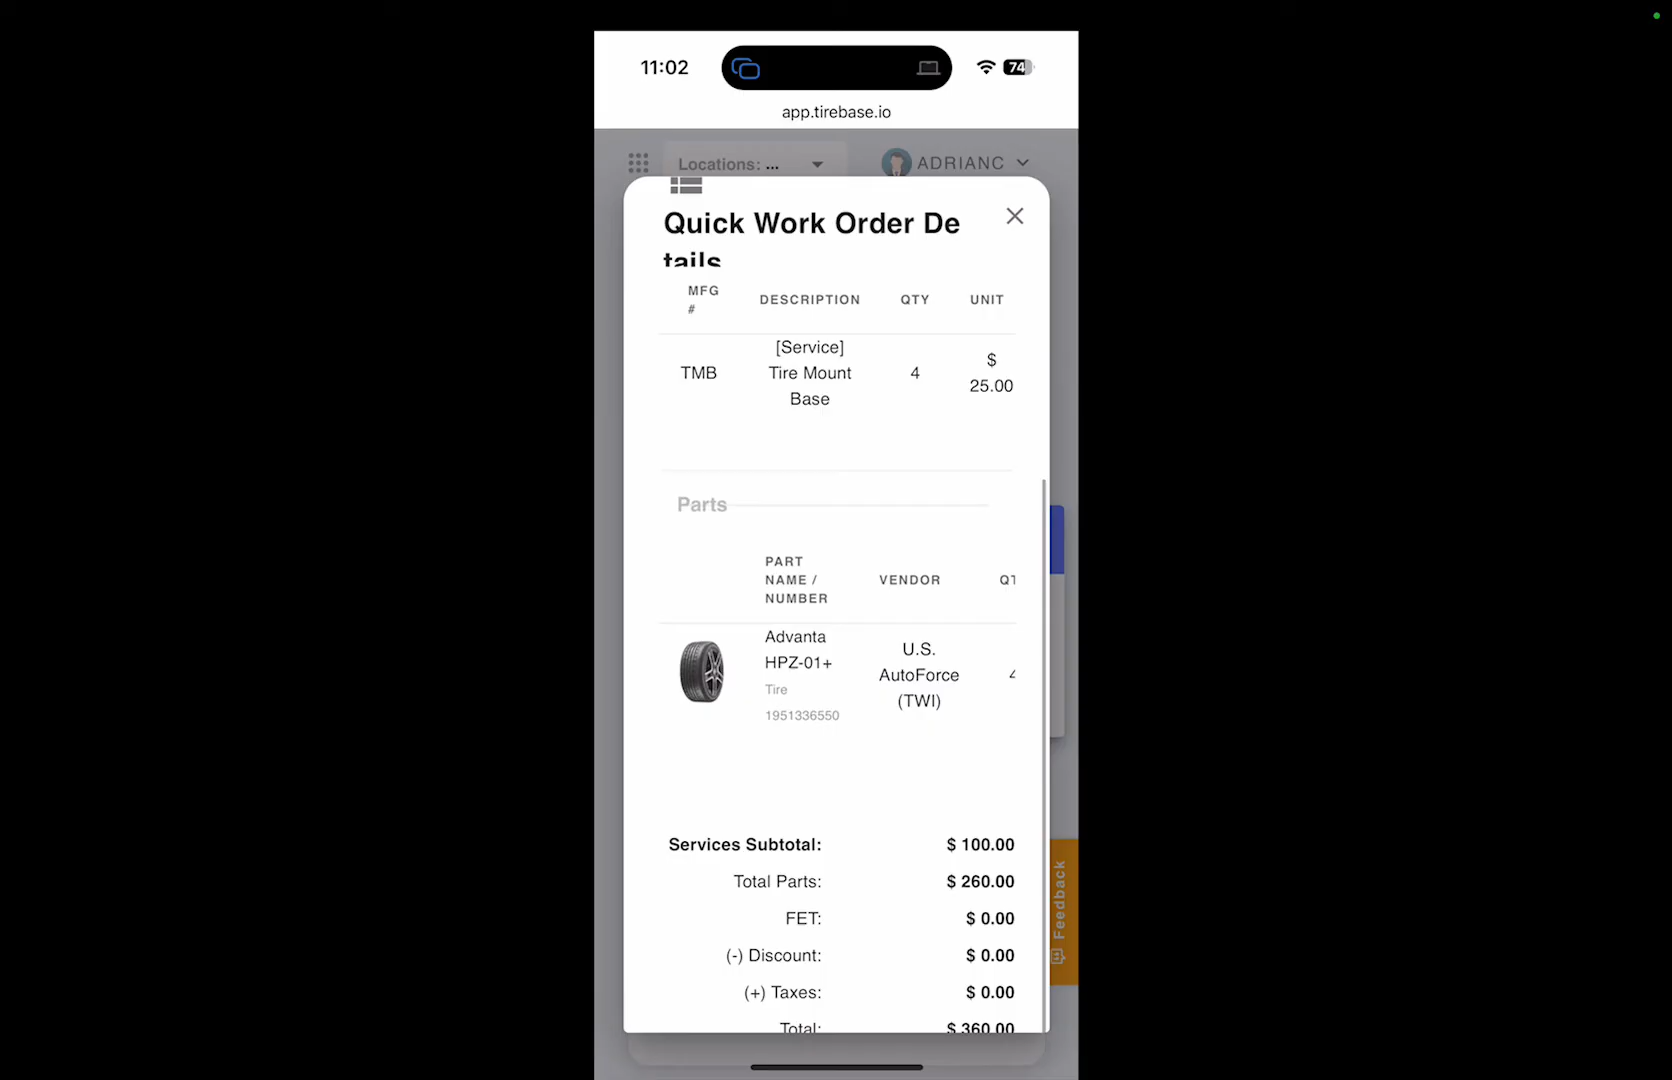 11:02
74
app.tirebase.io
Locations: ...
ADRIANC
Quick Work Order De
tails
MFG
#
DESCRIPTION
QTY
UNIT
TMB
[Service]
Tire Mount
Base
4
$
25.00
Parts
PART
NAME /
NUMBER
VENDOR
QT
Advanta
HPZ-01+
Tire
1951336550
U.S.
AutoForce
(TWI)
4
Services Subtotal: $ 100.00
Total Parts: $ 260.00
FET: $ 0.00
(-) Discount: $ 0.00
(+) Taxes: $ 0.00
Total: $ 360.00
Feedback